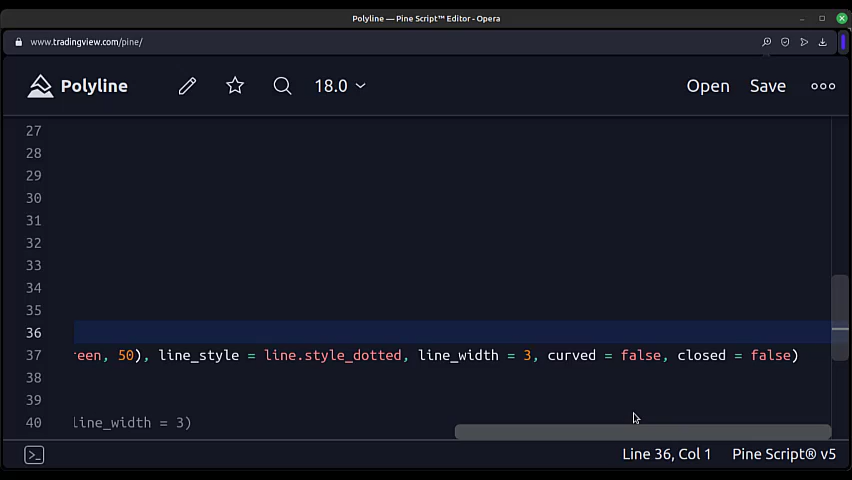 Polyline — Pine Script™ Editor - Opera
www.tradingview.com/pine/
Polyline
18.0
Open
Save
27
28
29
30
31
32
33
34
35
36
37 reen, 50), line_style = line.style_dotted, line_width = 3, curved = false, closed = false)
38
39
40 line_width = 3)
Line 36, Col 1
Pine Script® v5